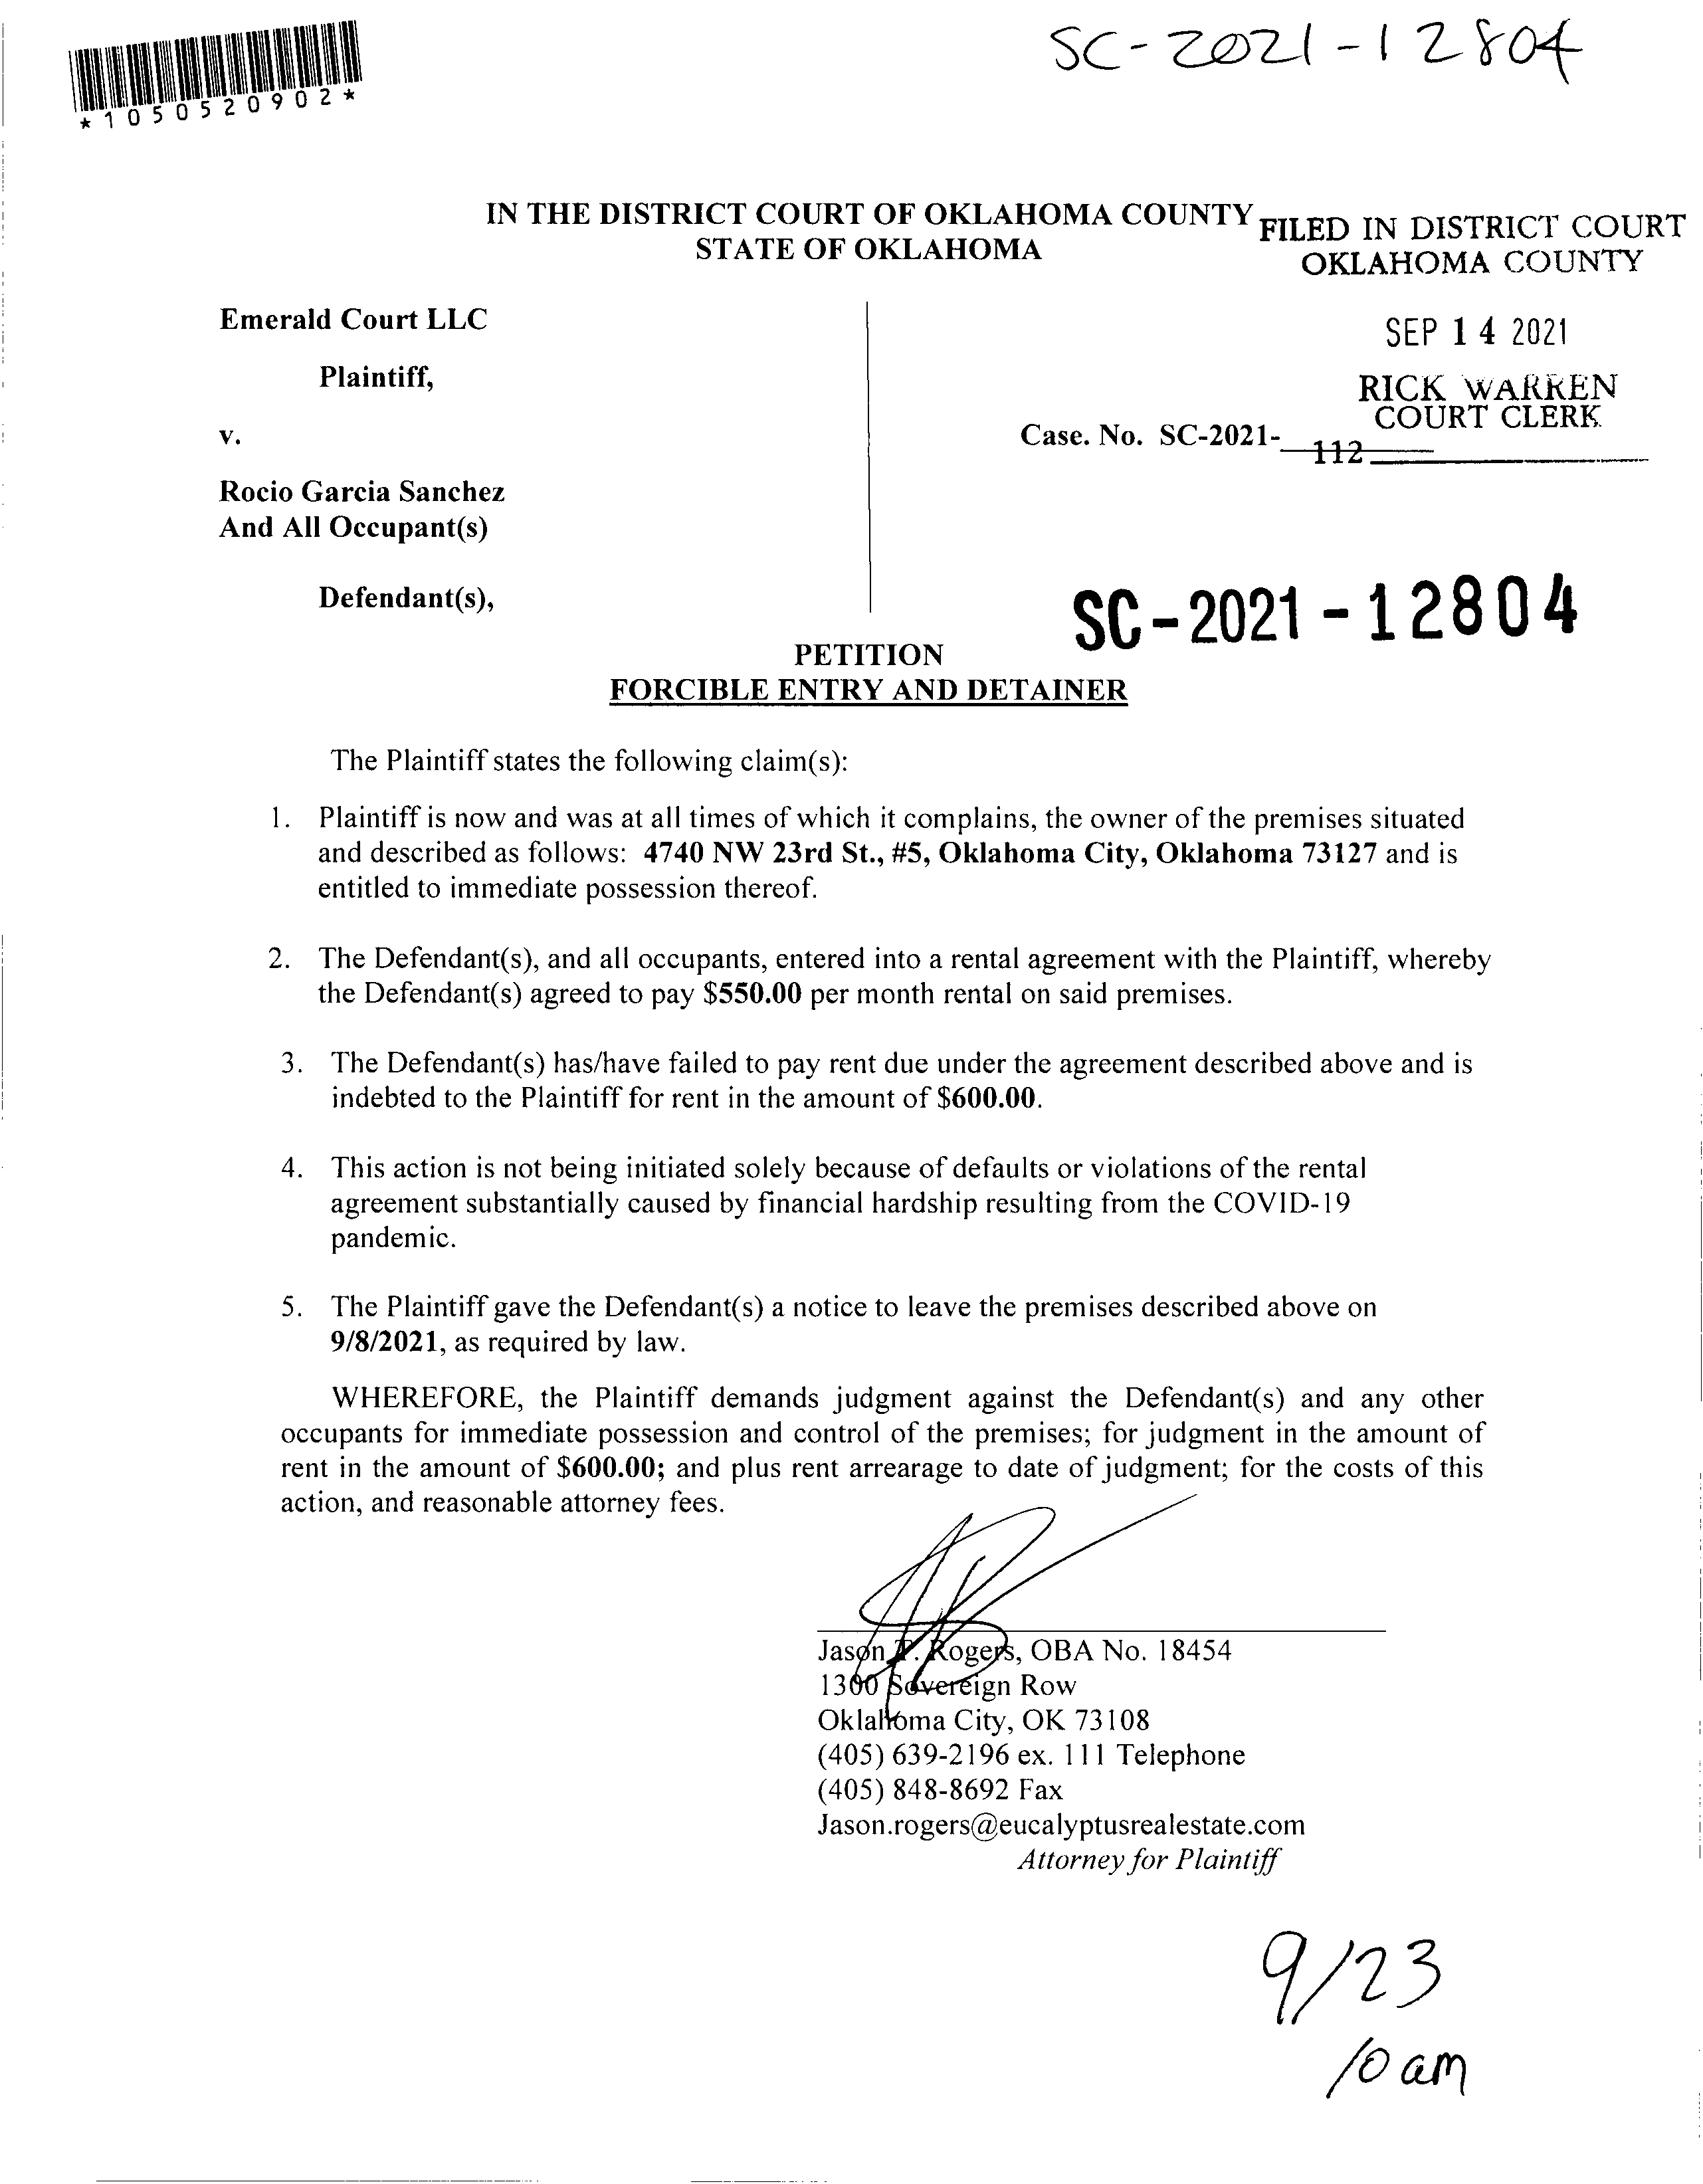 SC-2021-12804
*1050520902*
IN THE DISTRICT COURT OF OKLAHOMA COUNTY
STATE OF OKLAHOMA
FILED IN DISTRICT COURT
OKLAHOMA COUNTY
SEP 14 2021
RICK WARREN
COURT CLERK
Emerald Court LLC
Plaintiff,
v.
Case. No. SC-2021-
112
Rocio Garcia Sanchez
And All Occupant(s)
Defendant(s),
SC-2021-12804
PETITION
FORCIBLE ENTRY AND DETAINER
The Plaintiff states the following claim(s):
1. Plaintiff is now and was at all times of which it complains, the owner of the premises situated
and described as follows: 4740 NW 23rd St., #5, Oklahoma City, Oklahoma 73127 and is
entitled to immediate possession thereof.
2. The Defendant(s), and all occupants, entered into a rental agreement with the Plaintiff, whereby
the Defendant(s) agreed to pay $550.00 per month rental on said premises.
3. The Defendant(s) has/have failed to pay rent due under the agreement described above and is
indebted to the Plaintiff for rent in the amount of $600.00.
4. This action is not being initiated solely because of defaults or violations of the rental
agreement substantially caused by financial hardship resulting from the COVID-19
pandemic.
5. The Plaintiff gave the Defendant(s) a notice to leave the premises described above on
9/8/2021, as required by law.
WHEREFORE, the Plaintiff demands judgment against the Defendant(s) and any other
occupants for immediate possession and control of the premises; for judgment in the amount of
rent in the amount of $600.00; and plus rent arrearage to date of judgment; for the costs of this
action, and reasonable attorney fees.
Jason Rogers, OBA No. 18454
1300 Sovereign Row
Oklahoma City, OK 73108
(405) 639-2196 ex. 111 Telephone
(405) 848-8692 Fax
Jason.rogers@eucalyptusrealestate.com
Attorney for Plaintiff
9/23
10 am